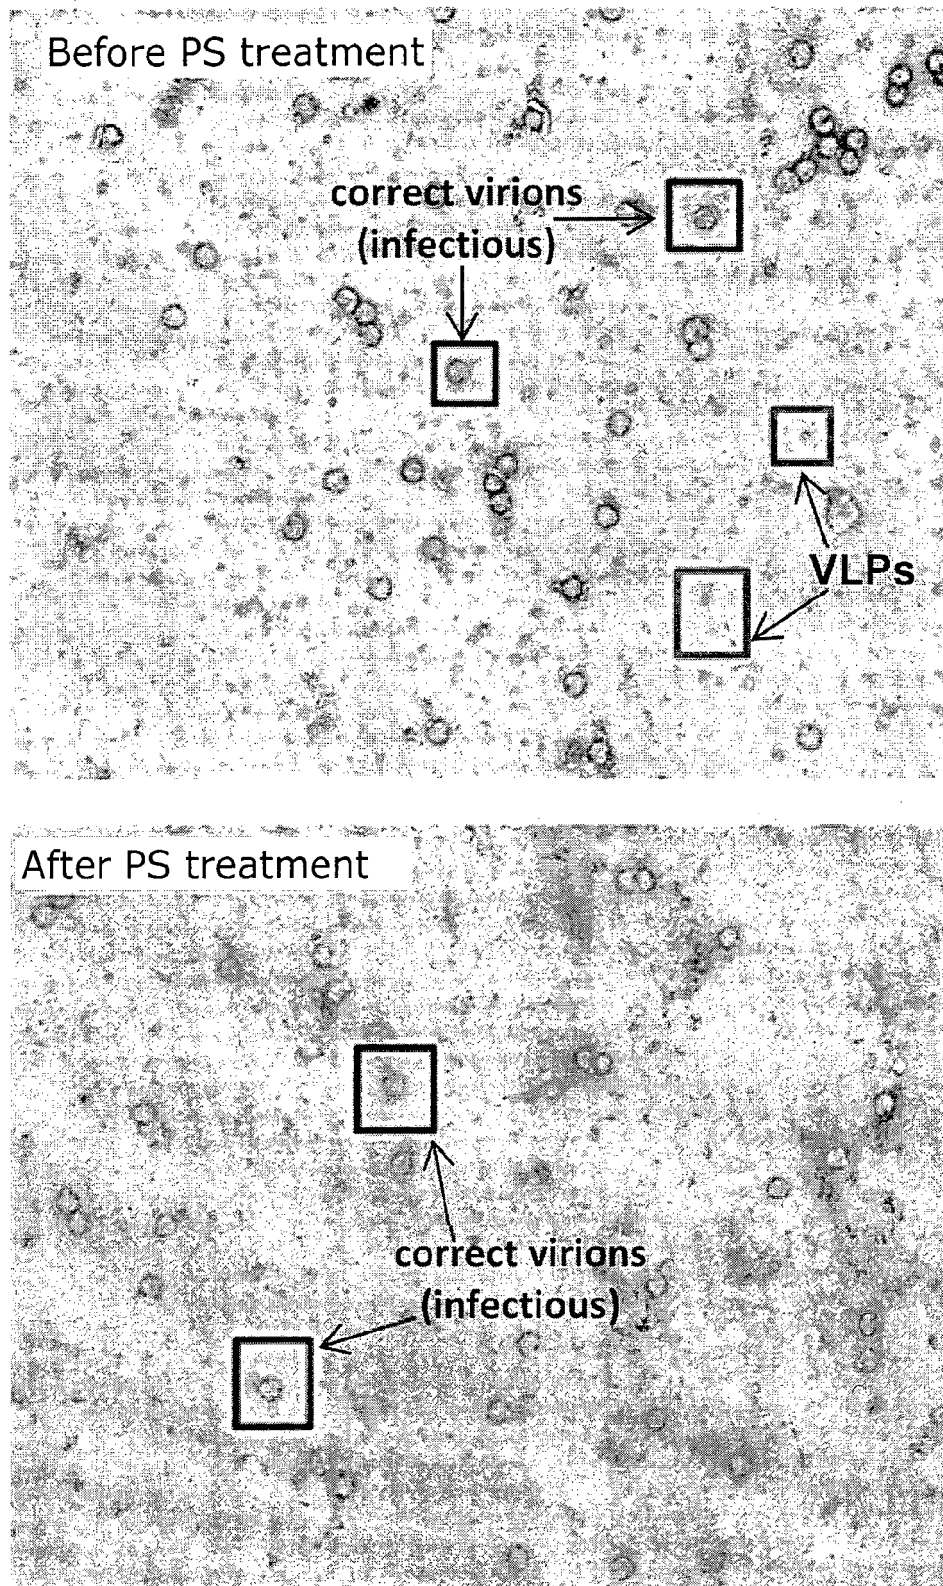 Before PS treatment
correct virions
(infectious)
VLPs
After PS treatment
correct virions
(infectious)